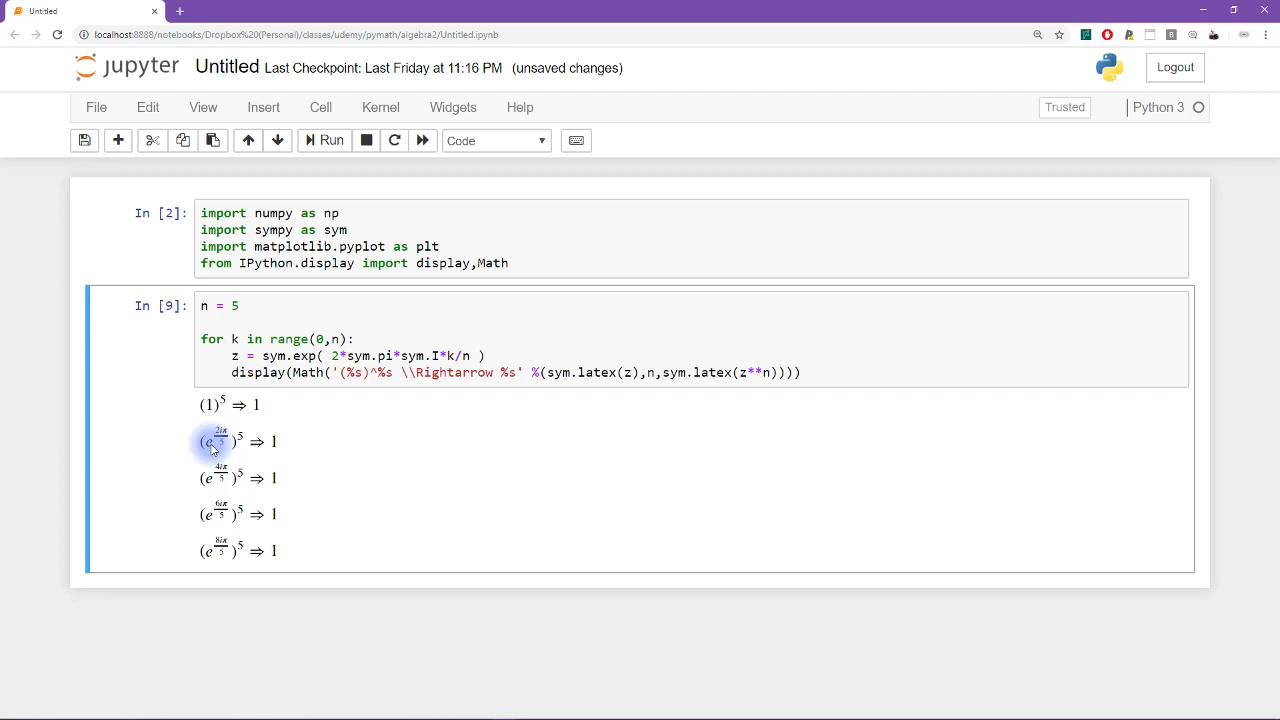 Untitled
localhost:8888/notebooks/Dropbox%20(Personal)/classes/udemy/pymath/algebra2/Untitled.ipynb
jupyter Untitled Last Checkpoint: Last Friday at 11:16 PM (unsaved changes) Logout
File Edit View Insert Cell Kernel Widgets Help Trusted Python 3
Run Code
In [2]: import numpy as np
import sympy as sym
import matplotlib.pyplot as plt
from IPython.display import display,Math
In [9]: n = 5
for k in range(0,n):
z = sym.exp( 2*sym.pi*sym.I*k/n )
display(Math('(%s)^%s \\Rightarrow %s' %(sym.latex(z),n,sym.latex(z**n))))
(1)^5 ⇒ 1
(e^{2iπ/5})^5 ⇒ 1
(e^{4iπ/5})^5 ⇒ 1
(e^{6iπ/5})^5 ⇒ 1
(e^{8iπ/5})^5 ⇒ 1